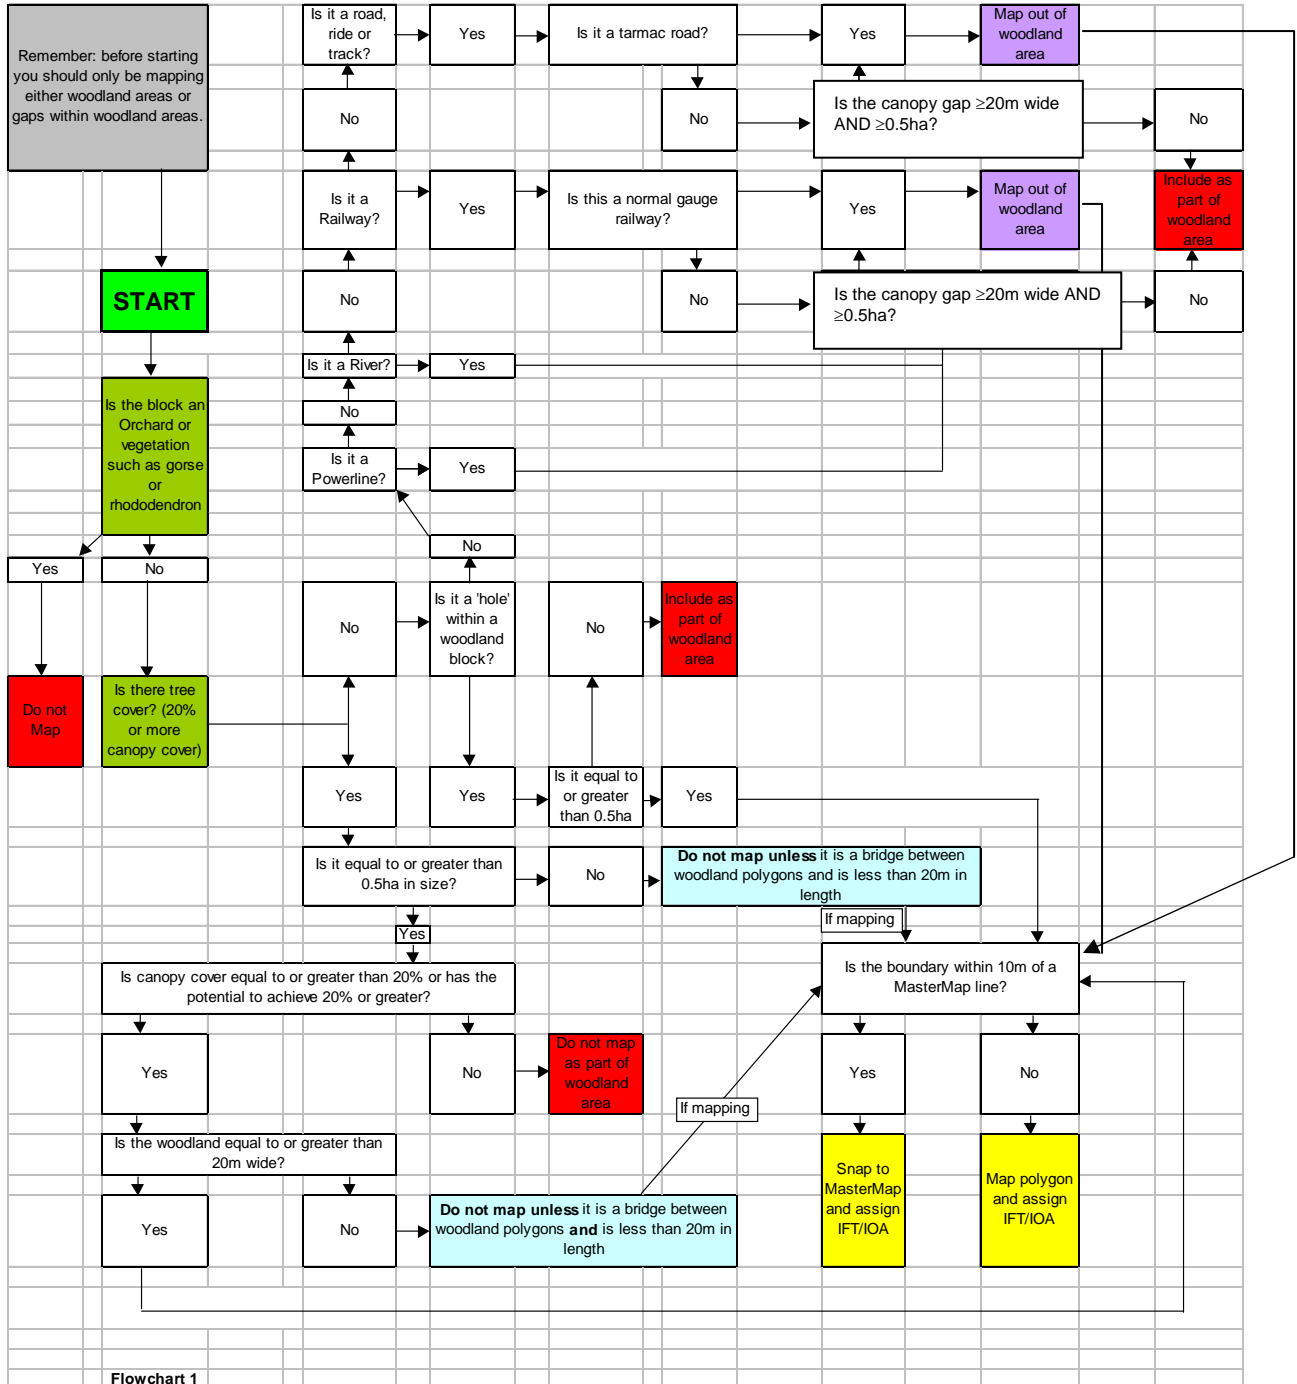 Remember: before starting
you should only be mapping
either woodland areas or
gaps within woodland areas.
Is it a road,
ride or
track?
Yes
Is it a tarmac road?
Yes
Map out of
woodland
area
No
No
Is the canopy gap ≥20m wide
AND ≥0.5ha?
No
Is it a
Railway?
Yes
Is this a normal gauge
railway?
Yes
Map out of
woodland
area
Include as
part of
woodland
area
START
No
No
Is the canopy gap ≥20m wide AND
≥0.5ha?
No
Is it a River?
Yes
Is the block an
Orchard or
vegetation
such as gorse
or
rhododendron
No
Is it a
Powerline?
Yes
No
Yes
No
No
Is it a 'hole'
within a
woodland
block?
No
Include as
part of
woodland
area
Do not
Map
Is there tree
cover? (20%
or more
canopy cover)
Yes
Yes
Is it equal to
or greater
than 0.5ha
Yes
Is it equal to or greater than
0.5ha in size?
No
Do not map unless it is a bridge between
woodland polygons and is less than 20m in
length
If mapping
Yes
Is canopy cover equal to or greater than 20% or has the
potential to achieve 20% or greater?
Is the boundary within 10m of a
MasterMap line?
Yes
No
Do not map
as part of
woodland
area
Yes
No
If mapping
Is the woodland equal to or greater than
20m wide?
Snap to
MasterMap
and assign
IFT/IOA
Map polygon
and assign
IFT/IOA
Yes
No
Do not map unless it is a bridge between
woodland polygons and is less than 20m in
length
Flowchart 1